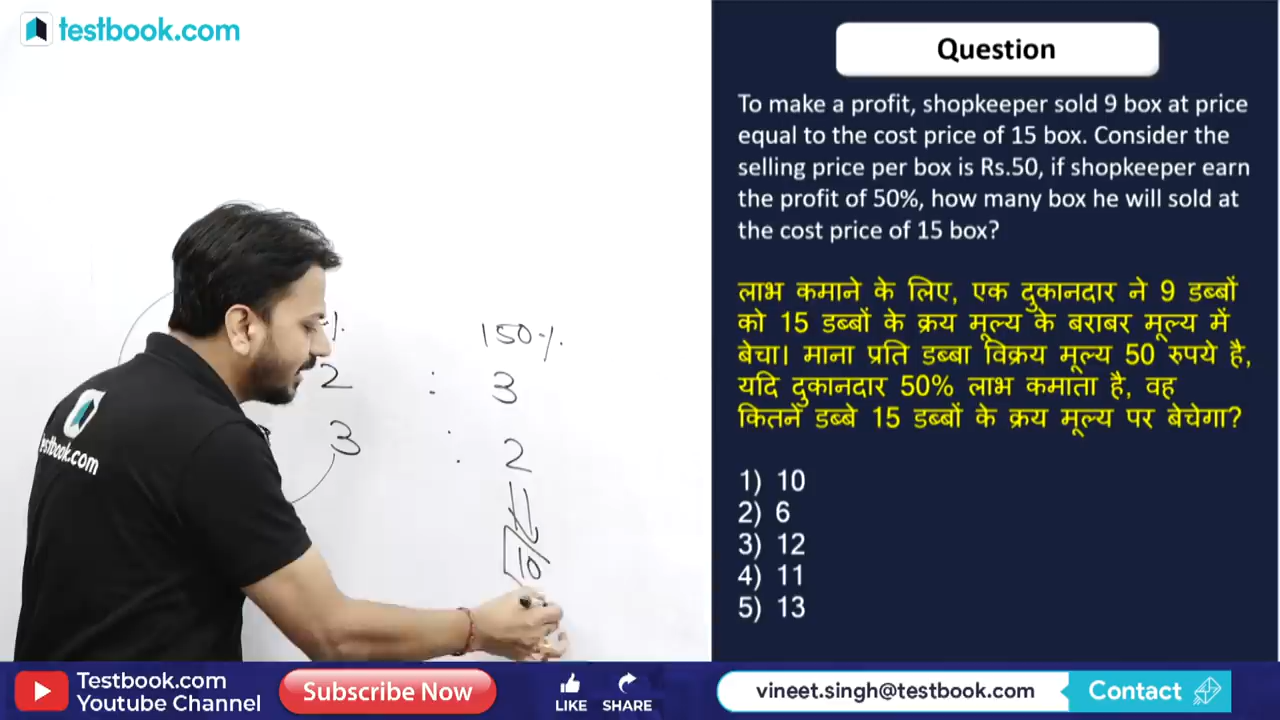 testbook.com
Question
To make a profit, shopkeeper sold 9 box at price
equal to the cost price of 15 box. Consider the
selling price per box is Rs.50, if shopkeeper earn
the profit of 50%, how many box he will sold at
the cost price of 15 box?
लाभ कमाने के लिए, एक दुकानदार ने 9 डब्बों
को 15 डब्बों के क्रय मूल्य के बराबर मूल्य में
बेचा। माना प्रति डब्बा विक्रय मूल्य 50 रुपये है,
यदि दुकानदार 50% लाभ कमाता है, वह
कितने डब्बे 15 डब्बों के क्रय मूल्य पर बेचेगा?
1) 10
2) 6
3) 12
4) 11
5) 13
% 150%
2 : 3
3 : 2
10
testbook.com
Testbook.com
Youtube Channel
Subscribe Now
LIKE
SHARE
vineet.singh@testbook.com
Contact